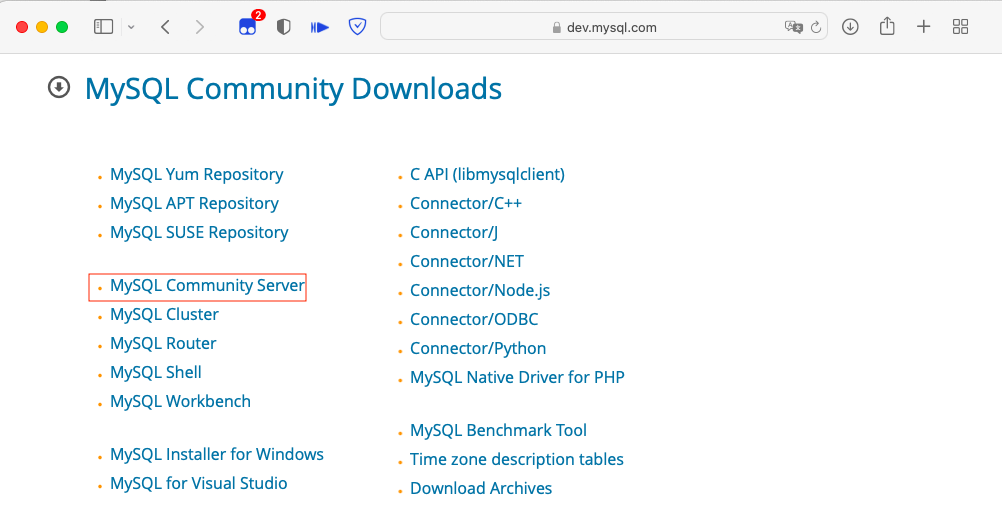 2
dev.mysql.com
MySQL Community Downloads
MySQL Yum Repository
MySQL APT Repository
MySQL SUSE Repository
MySQL Community Server
MySQL Cluster
MySQL Router
MySQL Shell
MySQL Workbench
MySQL Installer for Windows
MySQL for Visual Studio
C API (libmysqlclient)
Connector/C++
Connector/J
Connector/NET
Connector/Node.js
Connector/ODBC
Connector/Python
MySQL Native Driver for PHP
MySQL Benchmark Tool
Time zone description tables
Download Archives